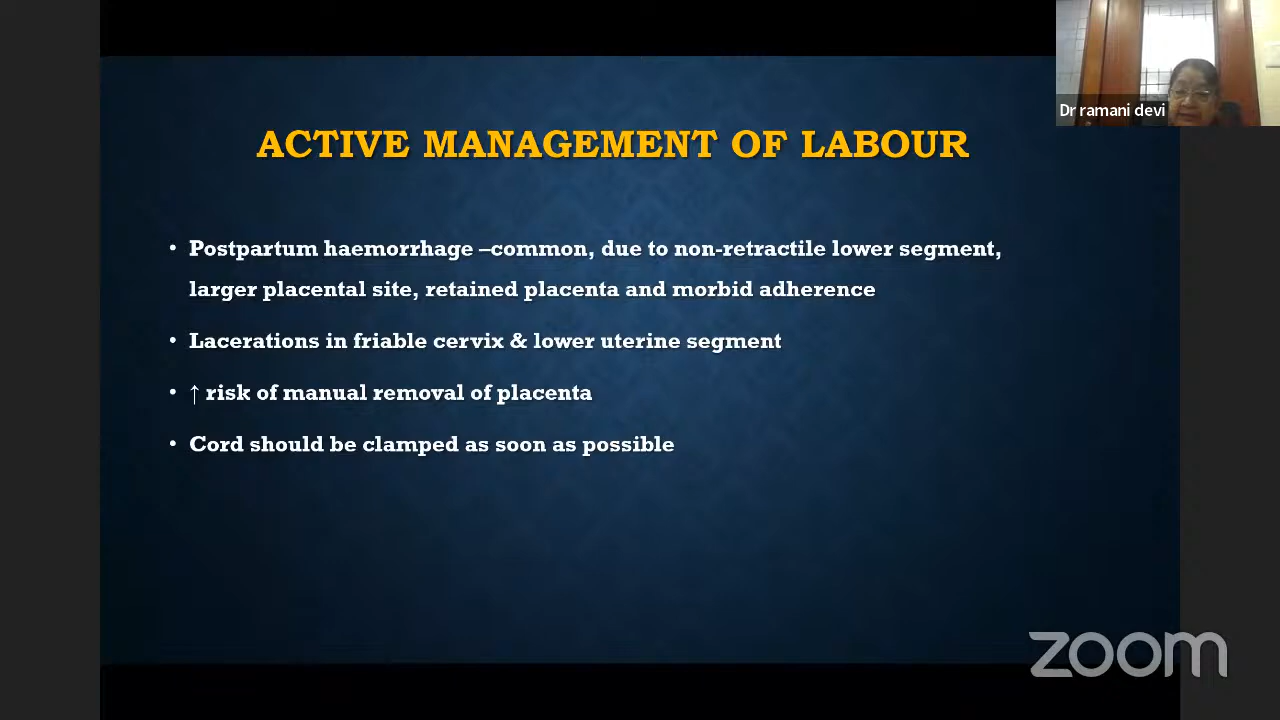 Dr ramani devi
ACTIVE MANAGEMENT OF LABOUR
• Postpartum haemorrhage –common, due to non-retractile lower segment,
larger placental site, retained placenta and morbid adherence
• Lacerations in friable cervix & lower uterine segment
• ↑ risk of manual removal of placenta
• Cord should be clamped as soon as possible
zoom